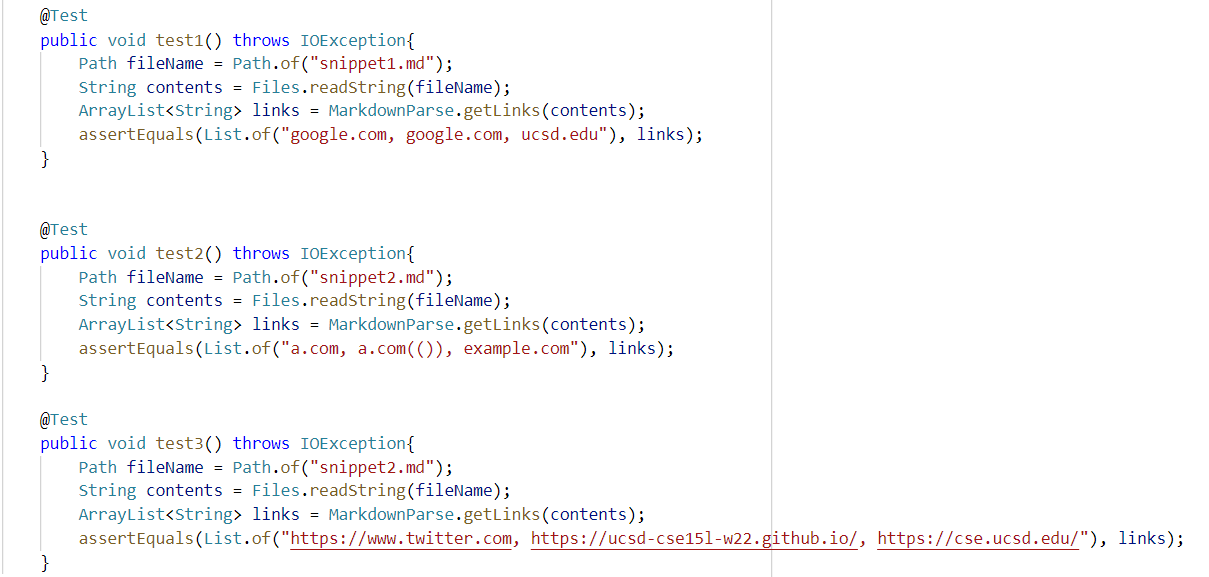 @Test
public void test1() throws IOException{
Path fileName = Path.of("snippet1.md");
String contents = Files.readString(fileName);
ArrayList<String> links = MarkdownParse.getLinks(contents);
assertEquals(List.of("google.com, google.com, ucsd.edu"), links);
}
@Test
public void test2() throws IOException{
Path fileName = Path.of("snippet2.md");
String contents = Files.readString(fileName);
ArrayList<String> links = MarkdownParse.getLinks(contents);
assertEquals(List.of("a.com, a.com(()), example.com"), links);
}
@Test
public void test3() throws IOException{
Path fileName = Path.of("snippet2.md");
String contents = Files.readString(fileName);
ArrayList<String> links = MarkdownParse.getLinks(contents);
assertEquals(List.of("https://www.twitter.com, https://ucsd-cse15l-w22.github.io/, https://cse.ucsd.edu/"), links);
}